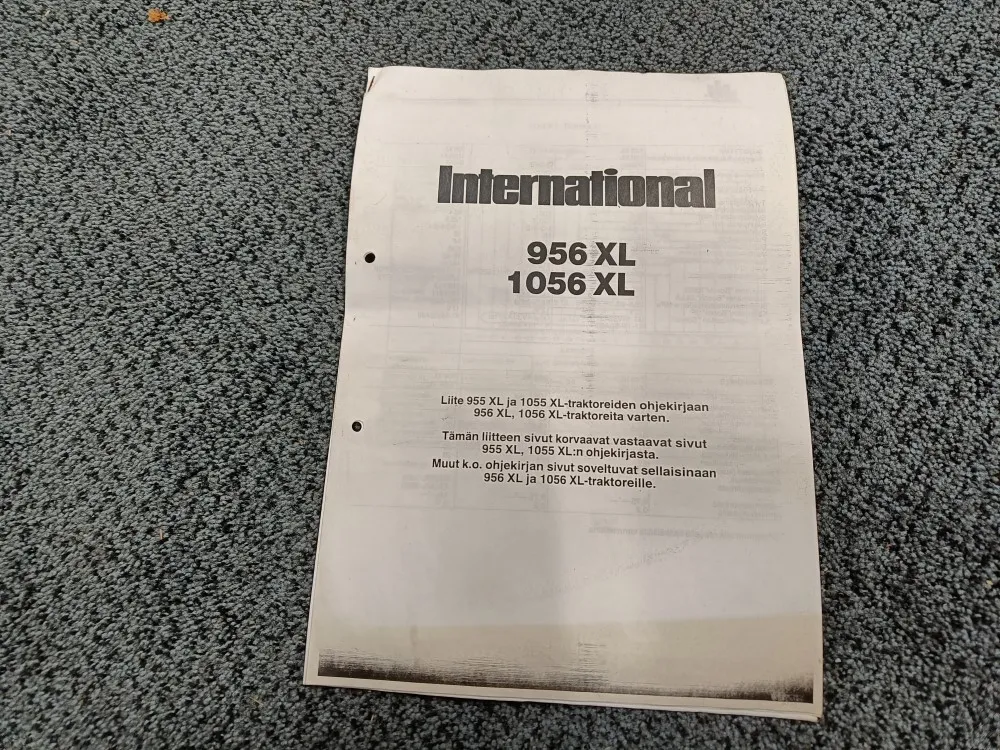 International
956 XL
1056 XL
Liite 955 XL ja 1055 XL-traktoreiden ohjekirjaan
956 XL, 1056 XL-traktoreita varten.
Tämän liitteen sivut korvaavat vastaavat sivut
955 XL, 1055 XL:n ohjekirjasta.
Muut k.o. ohjekirjan sivut soveltuvat sellaisinaan
956 XL ja 1056 XL-traktoreille.